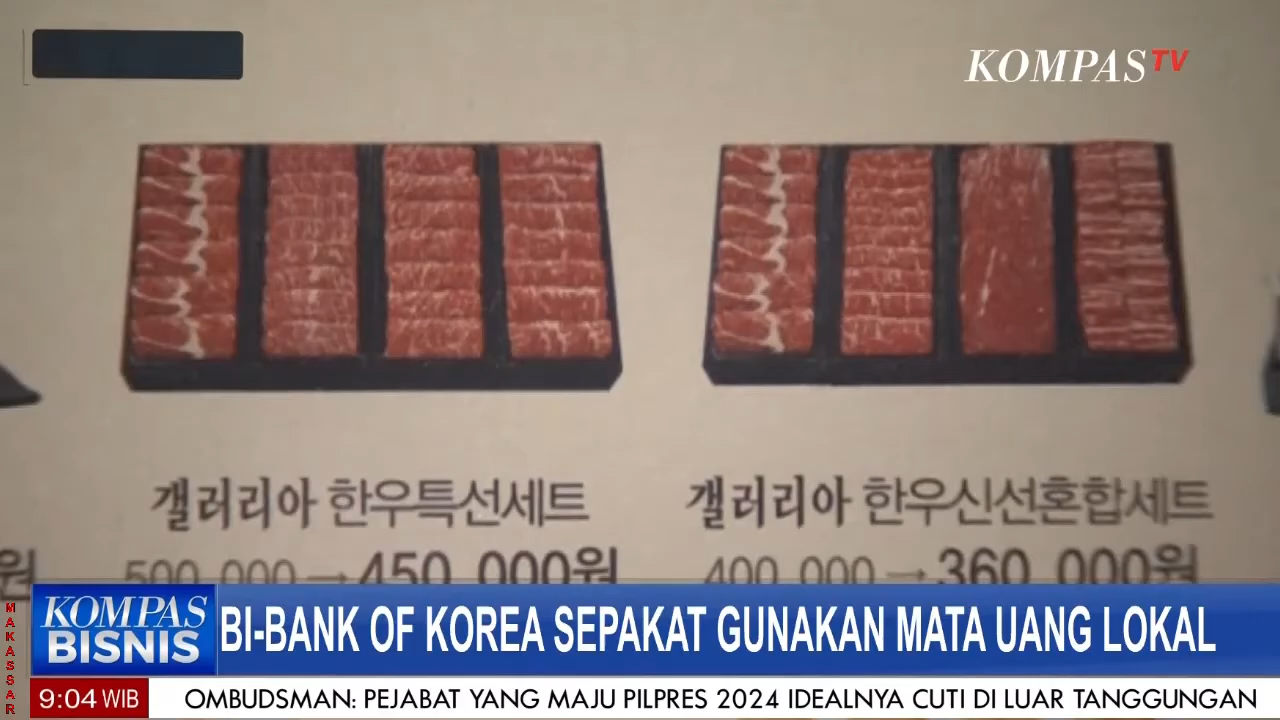 KOMPAS TV
갤러리아 한우특선세트
갤러리아 한우신선혼합세트
원
500,000→450,000원
400,000→360,000원
KOMPAS BISNIS
BI-BANK OF KOREA SEPAKAT GUNAKAN MATA UANG LOKAL
MAKASSAR
9:04 WIB
OMBUDSMAN: PEJABAT YANG MAJU PILPRES 2024 IDEALNYA CUTI DI LUAR TANGGUNGAN